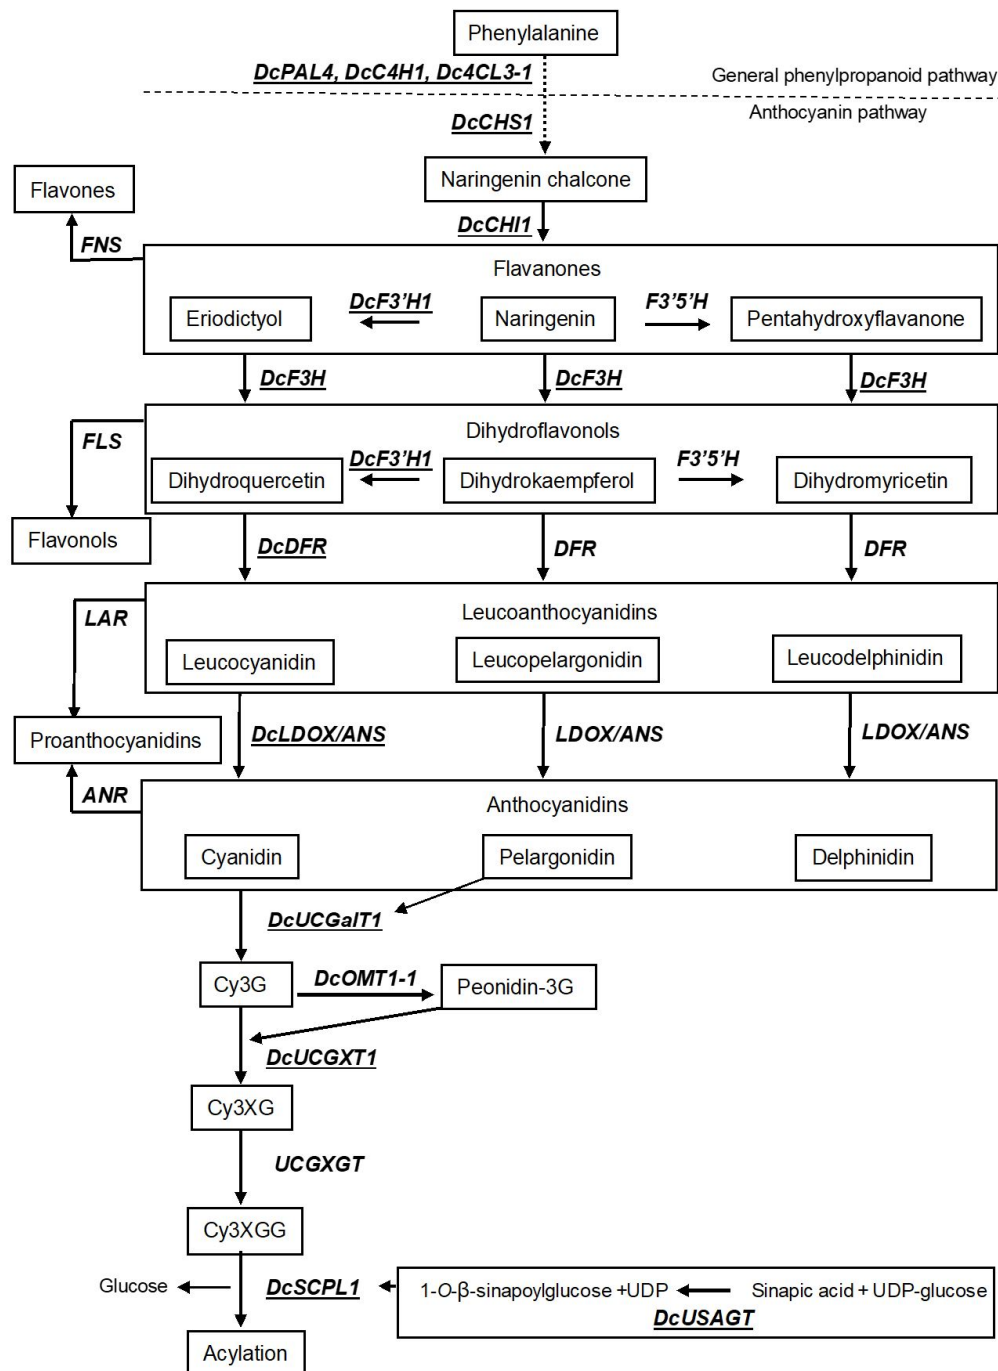 Phenylalanine
DcPAL4, DcC4H1, Dc4CL3-1
General phenylpropanoid pathway
Anthocyanin pathway
DcCHS1
Naringenin chalcone
Flavones
DcCHI1
FNS
Flavanones
Eriodictyol
DcF3'H1
Naringenin
F3'5'H
Pentahydroxyflavanone
DcF3H
DcF3H
DcF3H
Dihydroflavonols
FLS
Dihydroquercetin
DcF3'H1
Dihydrokaempferol
F3'5'H
Dihydromyricetin
Flavonols
DcDFR
DFR
DFR
LAR
Leucoanthocyanidins
Leucocyanidin
Leucopelargonidin
Leucodelphinidin
Proanthocyanidins
DcLDOX/ANS
LDOX/ANS
LDOX/ANS
ANR
Anthocyanidins
Cyanidin
Pelargonidin
Delphinidin
DcUCGalT1
Cy3G
DcOMT1-1
Peonidin-3G
DcUCGXT1
Cy3XG
UCGXGT
Cy3XGG
Glucose
DcSCPL1
1-O-β-sinapoylglucose +UDP
Sinapic acid + UDP-glucose
DcUSAGT
Acylation